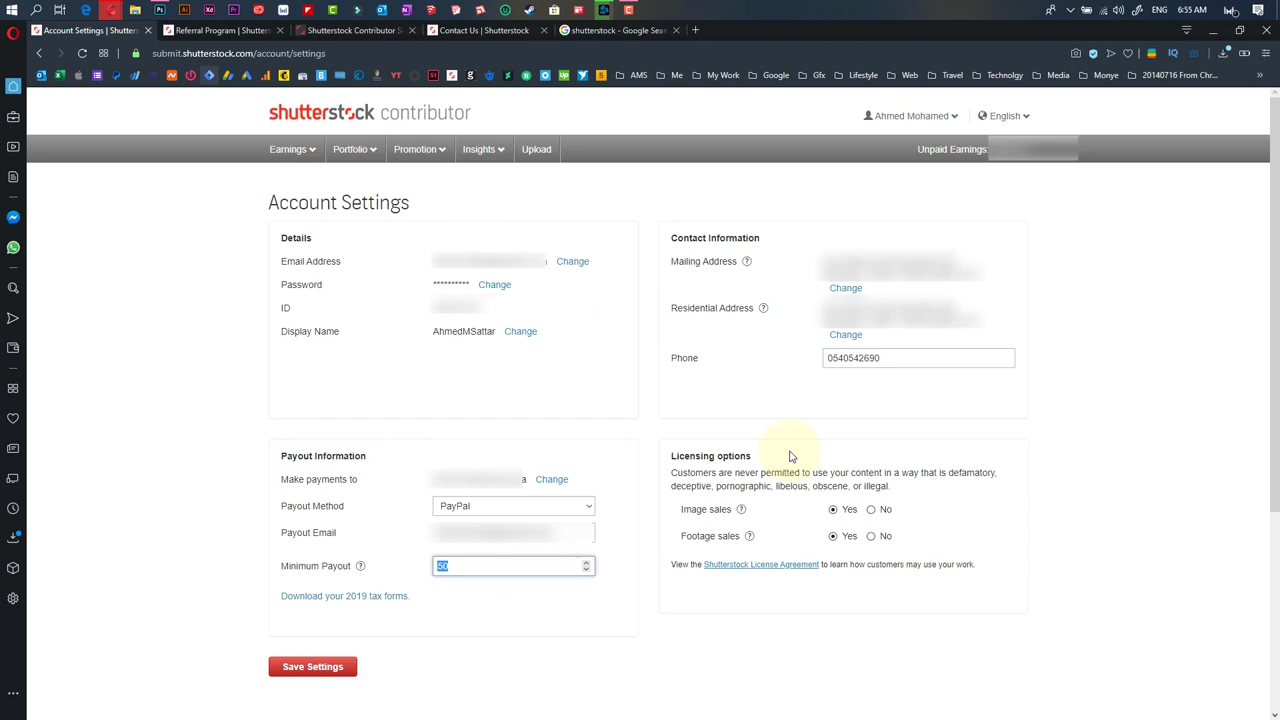 ENG 6:55 AM
Account Settings | Shutterst
Referral Program | Shutterst
Shutterstock Contributor S
Contact Us | Shutterstock
shutterstock - Google Sear
submit.shutterstock.com/account/settings
AMS
Me
My Work
Google
Gfx
Lifestyle
Web
Travel
Technolgy
Media
Monye
20140716 From Chr...
shutterstock contributor
Ahmed Mohamed
English
Earnings
Portfolio
Promotion
Insights
Upload
Unpaid Earnings:
Account Settings
Details
Email Address Change
Password ********** Change
ID
Display Name AhmedMSattar Change
Contact Information
Mailing Address
Change
Residential Address
Change
Phone 0540542690
Payout Information
Make payments to a Change
Payout Method PayPal
Payout Email
Minimum Payout 50
Download your 2019 tax forms.
Licensing options
Customers are never permitted to use your content in a way that is defamatory,
deceptive, pornographic, libelous, obscene, or illegal.
Image sales Yes No
Footage sales Yes No
View the Shutterstock License Agreement to learn how customers may use your work.
Save Settings